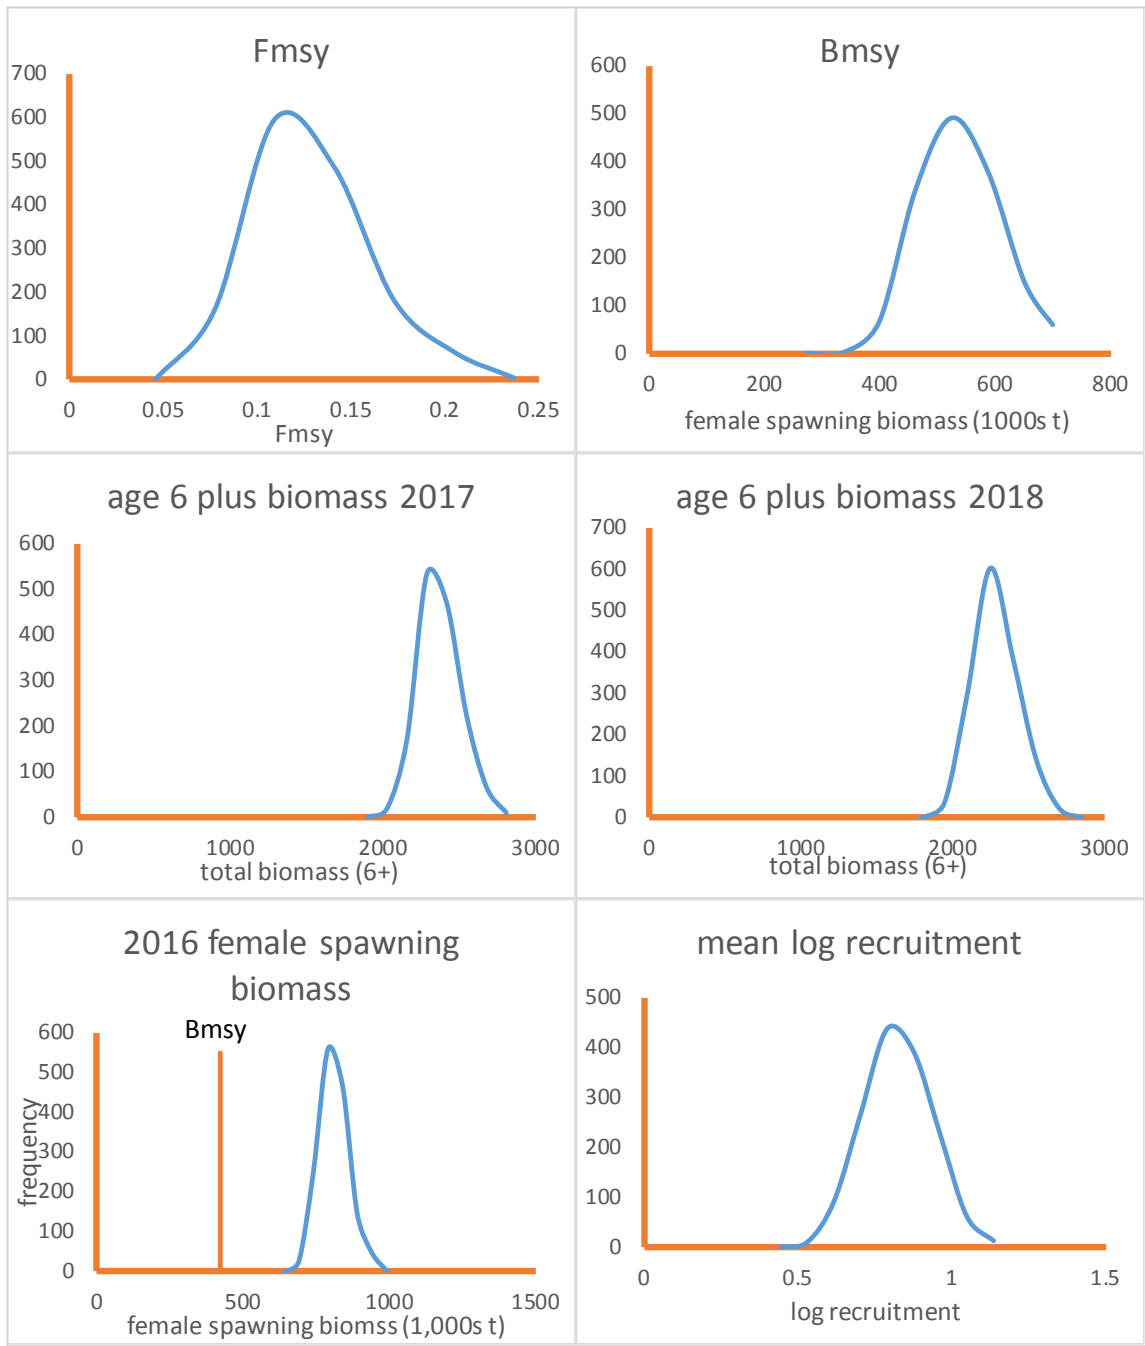 Fmsy
700
600
500
400
300
200
100
0
0 0.05 0.1 0.15 0.2 0.25
Fmsy
Bmsy
600
500
400
300
200
100
0
0 200 400 600 800
female spawning biomass (1000s t)
age 6 plus biomass 2017
600
500
400
300
200
100
0
0 1000 2000 3000
total biomass (6+)
age 6 plus biomass 2018
700
600
500
400
300
200
100
0
0 1000 2000 3000
total biomass (6+)
2016 female spawning
biomass
Bmsy
frequency
600
500
400
300
200
100
0
0 500 1000 1500
female spawning biomss (1,000s t)
mean log recruitment
500
400
300
200
100
0
0 0.5 1 1.5
log recruitment